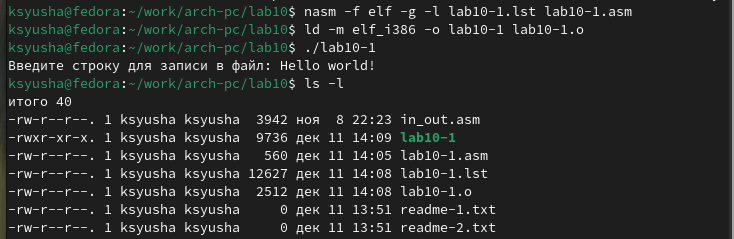 ksyusha@fedora:~/work/arch-pc/lab10$ nasm -f elf -g -l lab10-1.lst lab10-1.asm
ksyusha@fedora:~/work/arch-pc/lab10$ ld -m elf_i386 -o lab10-1 lab10-1.o
ksyusha@fedora:~/work/arch-pc/lab10$ ./lab10-1
Введите строку для записи в файл: Hello world!
ksyusha@fedora:~/work/arch-pc/lab10$ ls -l
итого 40
-rw-r--r--. 1 ksyusha ksyusha  3942 ноя  8 22:23 in_out.asm
-rwxr-xr-x. 1 ksyusha ksyusha  9736 дек 11 14:09 lab10-1
-rw-r--r--. 1 ksyusha ksyusha   560 дек 11 14:05 lab10-1.asm
-rw-r--r--. 1 ksyusha ksyusha 12627 дек 11 14:08 lab10-1.lst
-rw-r--r--. 1 ksyusha ksyusha  2512 дек 11 14:08 lab10-1.o
-rw-r--r--. 1 ksyusha ksyusha     0 дек 11 13:51 readme-1.txt
-rw-r--r--. 1 ksyusha ksyusha     0 дек 11 13:51 readme-2.txt